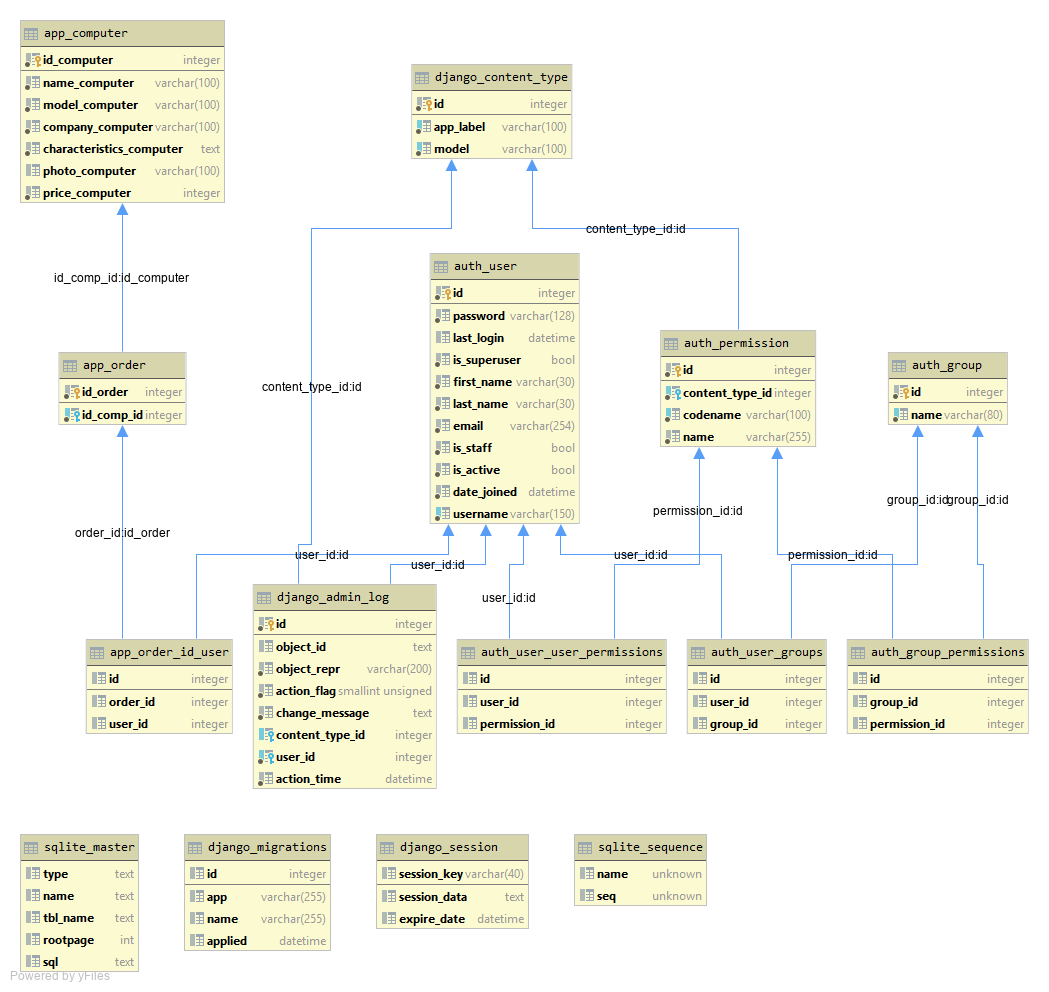 app_computer
id_computer integer
name_computer varchar(100)
model_computer varchar(100)
company_computer varchar(100)
characteristics_computer text
photo_computer varchar(100)
price_computer integer
django_content_type
id integer
app_label varchar(100)
model varchar(100)
content_type_id:id
id_comp_id:id_computer
auth_user
id integer
password varchar(128)
last_login datetime
is_superuser bool
first_name varchar(30)
last_name varchar(30)
email varchar(254)
is_staff bool
is_active bool
date_joined datetime
username varchar(150)
auth_permission
id integer
content_type_id integer
codename varchar(100)
name varchar(255)
auth_group
id integer
name varchar(80)
app_order
id_order integer
id_comp_id integer
content_type_id:id
group_id:id
group_id:id
permission_id:id
order_id:id_order
user_id:id
user_id:id
user_id:id
permission_id:id
user_id:id
app_order_id_user
id integer
order_id integer
user_id integer
django_admin_log
id integer
object_id text
object_repr varchar(200)
action_flag smallint unsigned
change_message text
content_type_id integer
user_id integer
action_time datetime
auth_user_user_permissions
id integer
user_id integer
permission_id integer
auth_user_groups
id integer
user_id integer
group_id integer
auth_group_permissions
id integer
group_id integer
permission_id integer
sqlite_master
type text
name text
tbl_name text
rootpage int
sql text
django_migrations
id integer
app varchar(255)
name varchar(255)
applied datetime
django_session
session_key varchar(40)
session_data text
expire_date datetime
sqlite_sequence
name unknown
seq unknown
Powered by yFiles